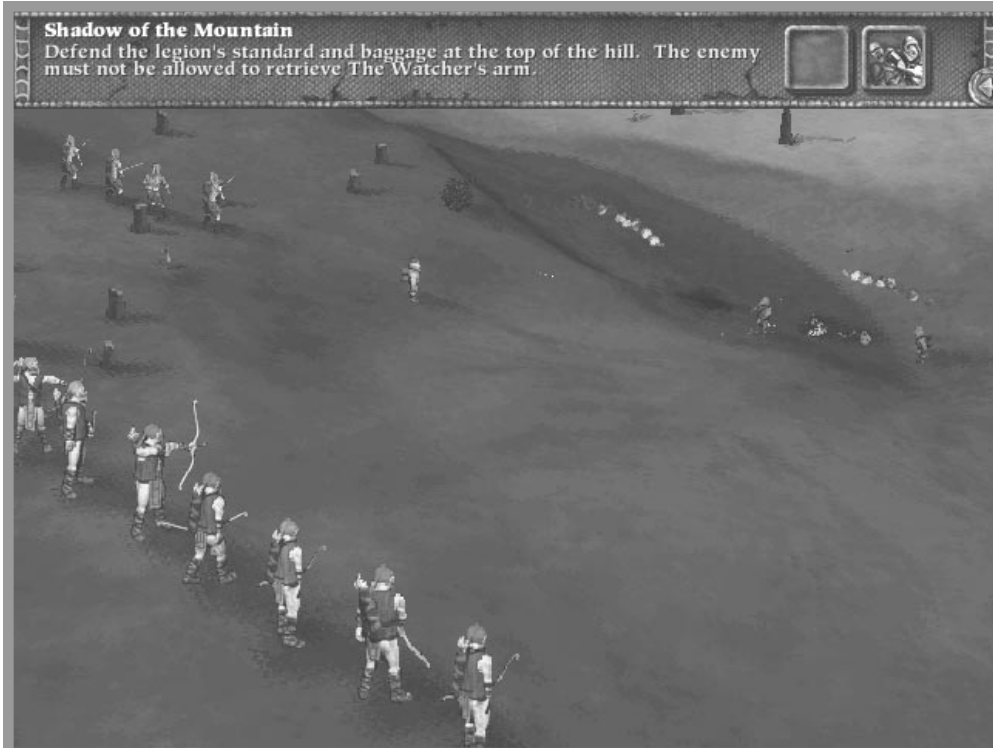 Shadow of the Mountain
Defend the legion's standard and baggage at the top of the hill.  The enemy
must not be allowed to retrieve The Watcher's arm.